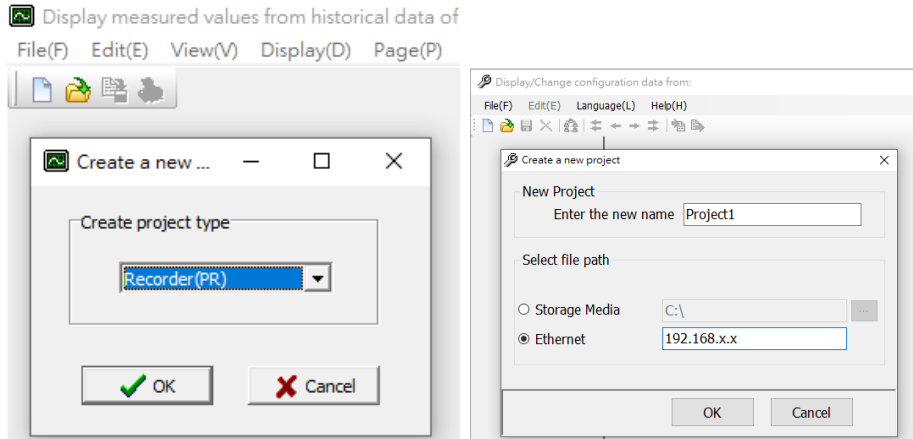 Display measured values from historical data of
File(F) Edit(E) View(V) Display(D) Page(P)
Create a new ...
Create project type
Recorder(PR)
OK Cancel
Display/Change configuration data from:
File(F) Edit(E) Language(L) Help(H)
Create a new project
New Project
Enter the new name Project1
Select file path
Storage Media C:\ ...
Ethernet 192.168.x.x
OK Cancel